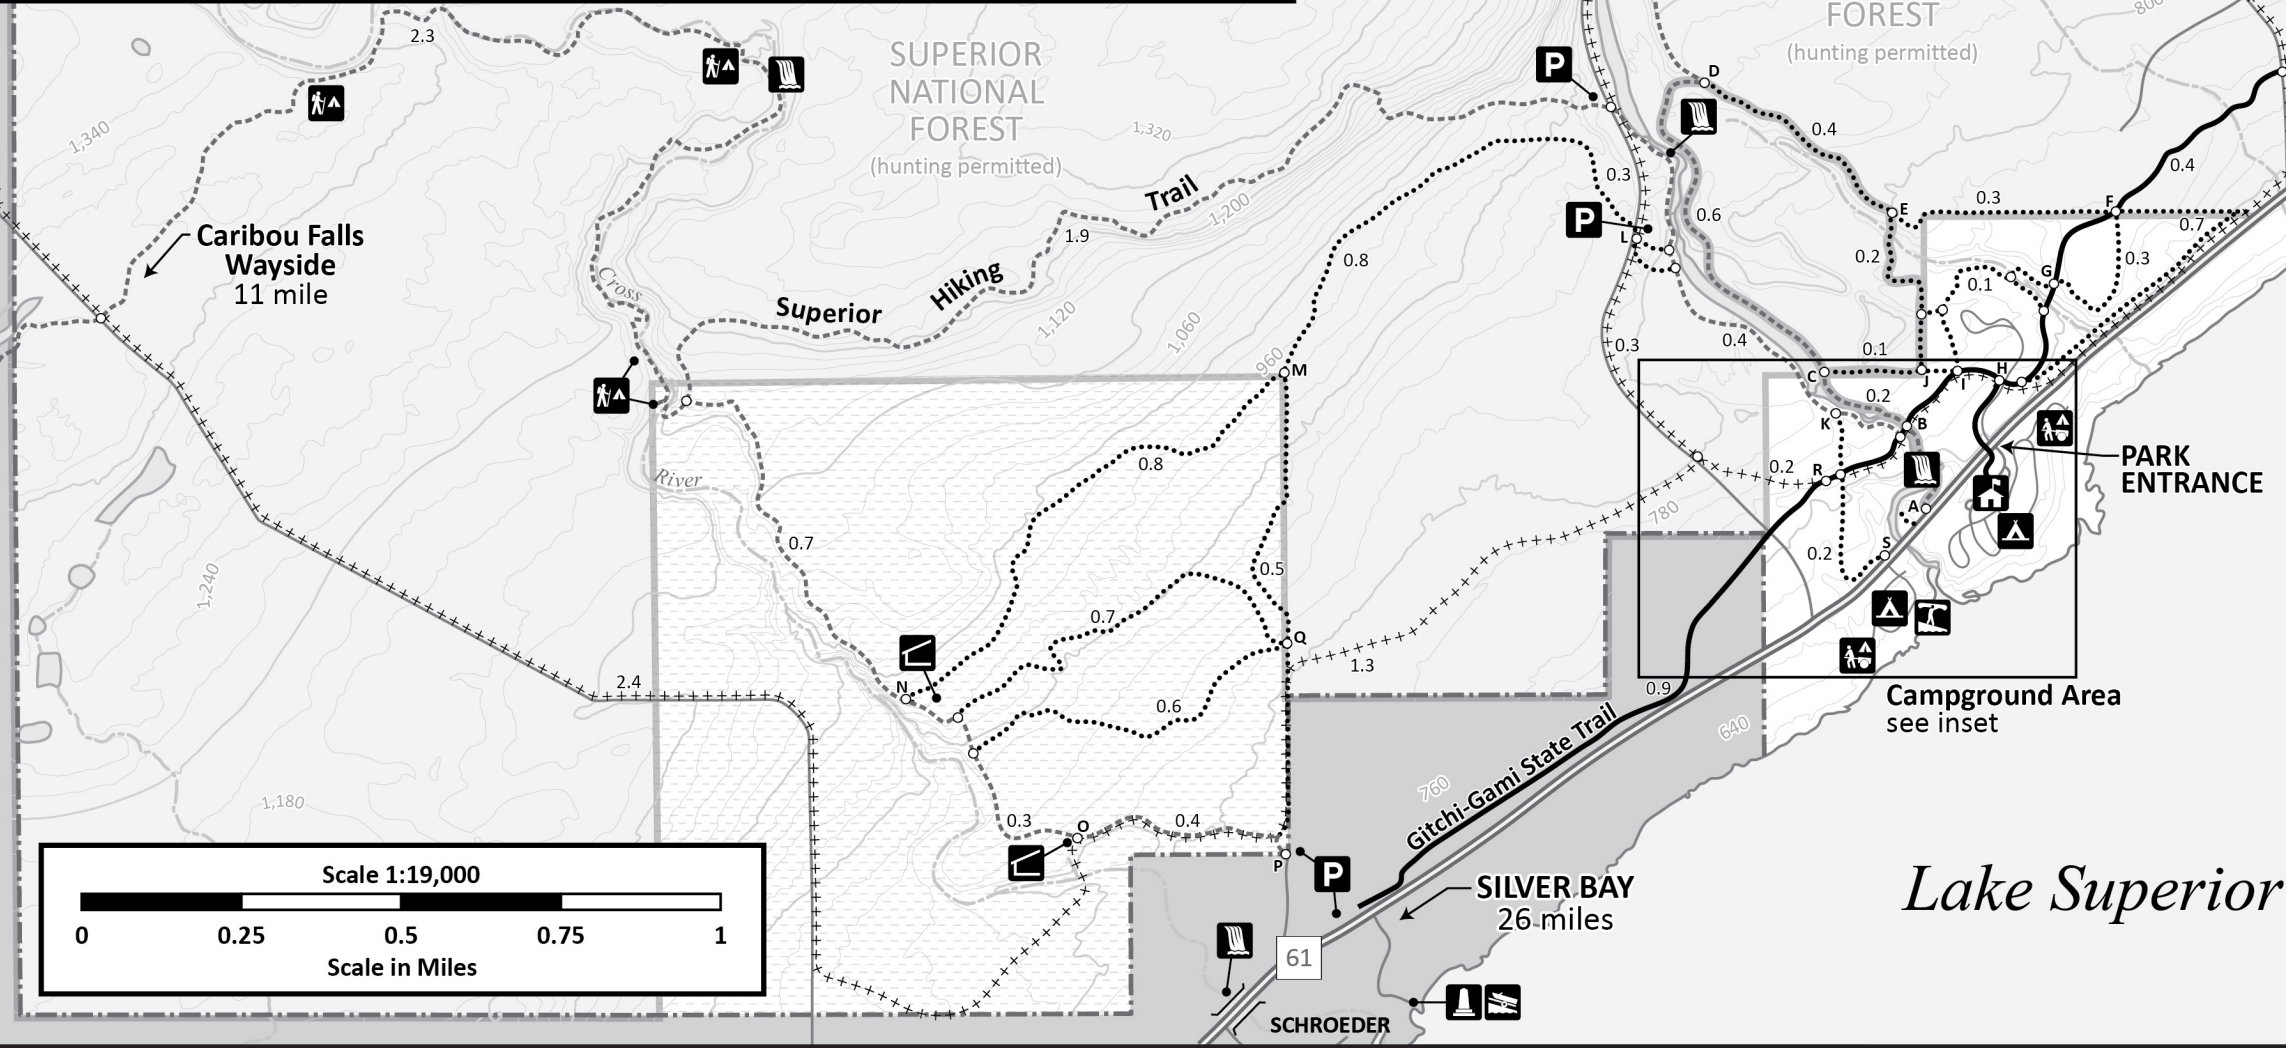 2.3
SUPERIOR
NATIONAL
FOREST
(hunting permitted)
FOREST
(hunting permitted)
800
P
D
0.4
0.4
1,340
1,320
Caribou Falls
Wayside
11 mile
Superior
Hiking
Trail
1.9
1,200
1,120
1,060
960
0.3
P
L
0.6
0.8
E
0.3
F
0.7
0.2
0.3
G
0.1
Cross
River
M
0.3
0.4
0.1
C
J
I
H
0.2
K
B
R
0.2
A
PARK
ENTRANCE
0.8
0.7
0.5
780
0.2
S
1,240
0.7
Q
1.3
2.4
N
0.6
0.9
640
Campground Area
see inset
1,180
760
Gitchi-Gami State Trail
0.3
O
0.4
P
P
SILVER BAY
26 miles
Lake Superior
61
SCHROEDER
Scale 1:19,000
0 0.25 0.5 0.75 1
Scale in Miles